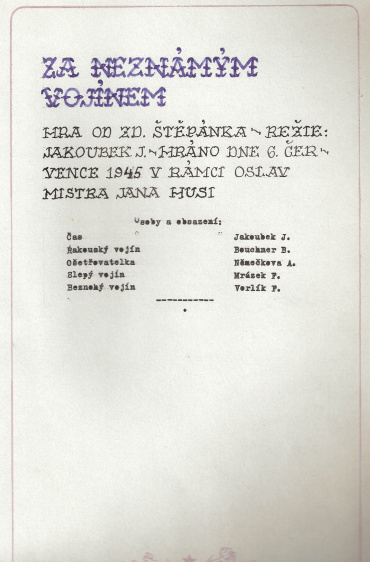 ZA NEZNÁMÝM
VOJÍNEM
HRA OD ZD. ŠTĚPÁNKA ~ REŽIE:
JAKOUBEK J. ~ HRÁNO DNE 6. ČER~
VENCE 1945 V RÁMCI OSLAV
MISTRA JANA HUSI
Osoby a obsazení:
Čas Jakoubek J.
Rakouský vojín Beuchner B.
Ošetřovatelka Němečkova A.
Slepý vojín Mrázek F.
Beznohý vojín Verlík F.